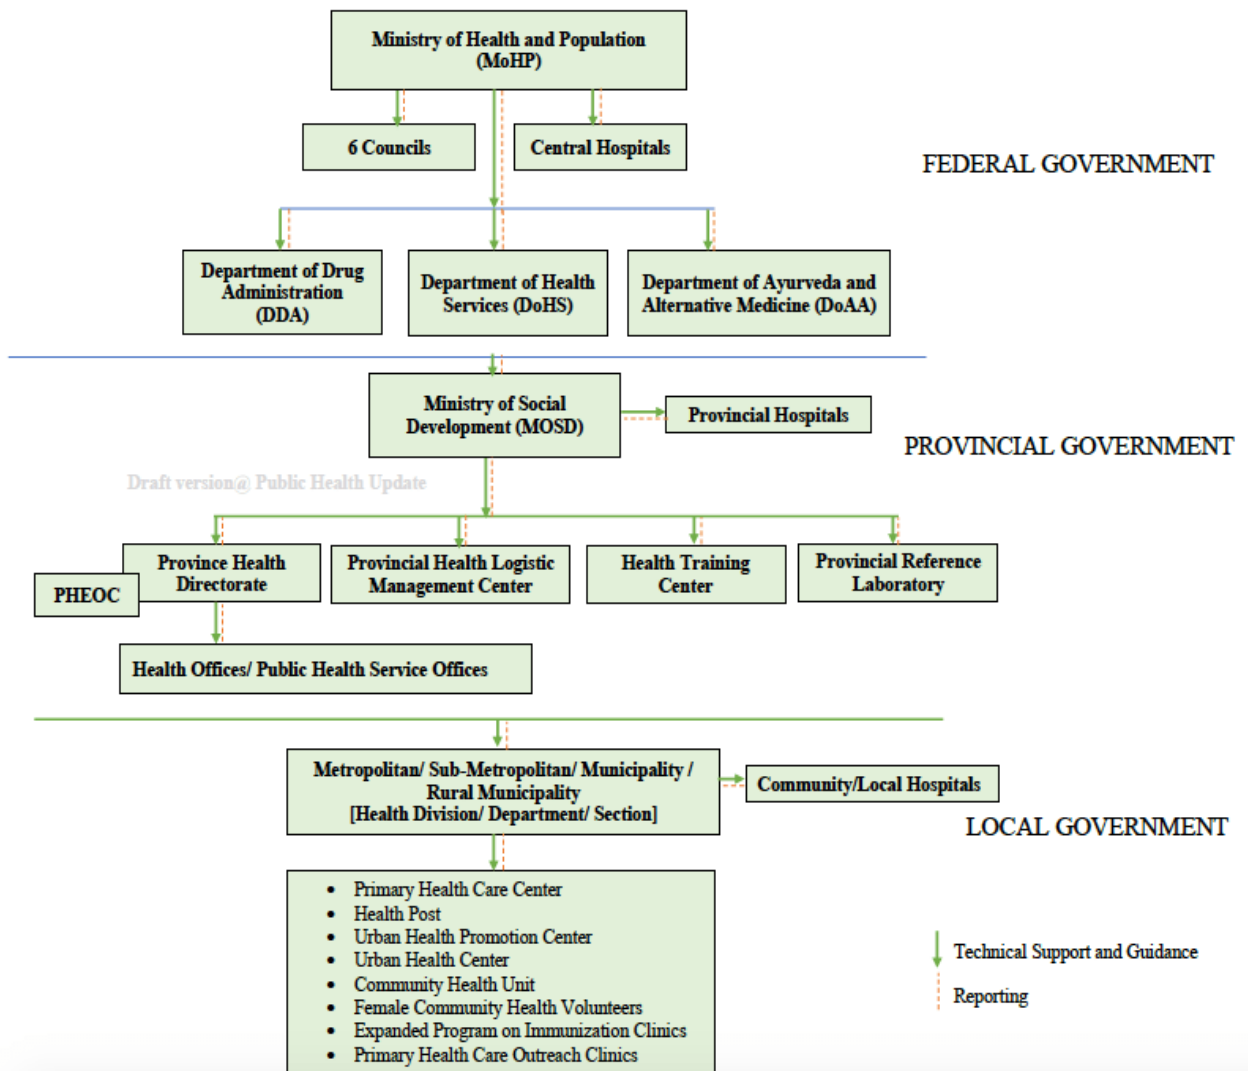 Ministry of Health and Population
(MoHP)
6 Councils
Central Hospitals
FEDERAL GOVERNMENT
Department of Drug
Administration
(DDA)
Department of Health
Services (DoHS)
Department of Ayurveda and
Alternative Medicine (DoAA)
Ministry of Social
Development (MOSD)
Provincial Hospitals
PROVINCIAL GOVERNMENT
Draft version@ Public Health Update
Province Health
Directorate
PHEOC
Provincial Health Logistic
Management Center
Health Training
Center
Provincial Reference
Laboratory
Health Offices/ Public Health Service Offices
Metropolitan/ Sub-Metropolitan/ Municipality /
Rural Municipality
[Health Division/ Department/ Section]
Community/Local Hospitals
LOCAL GOVERNMENT
• Primary Health Care Center
• Health Post
• Urban Health Promotion Center
• Urban Health Center
• Community Health Unit
• Female Community Health Volunteers
• Expanded Program on Immunization Clinics
• Primary Health Care Outreach Clinics
Technical Support and Guidance
Reporting